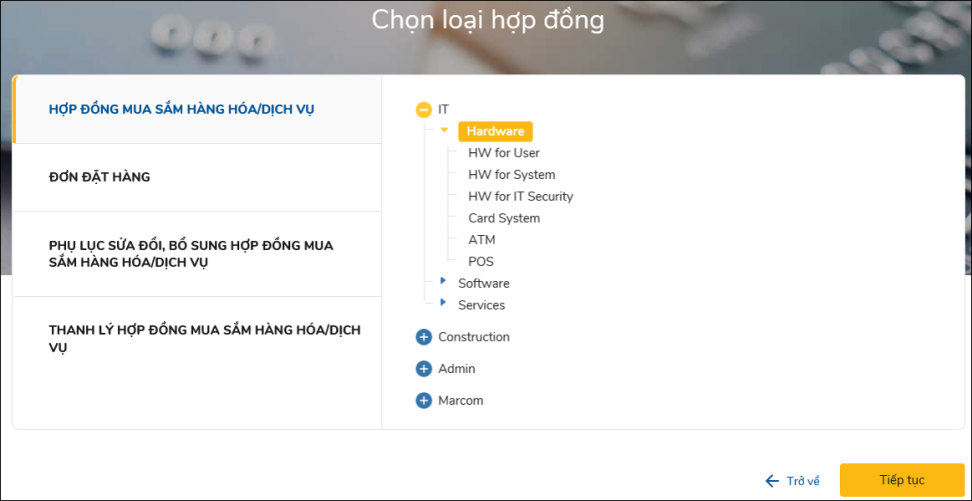 Chọn loại hợp đồng
HỢP ĐỒNG MUA SẮM HÀNG HÓA/DỊCH VỤ
ĐƠN ĐẶT HÀNG
PHỤ LỤC SỬA ĐỔI, BỔ SUNG HỢP ĐỒNG MUA
SẮM HÀNG HÓA/DỊCH VỤ
THANH LÝ HỢP ĐỒNG MUA SẮM HÀNG HÓA/DỊCH
VỤ
IT
Hardware
HW for User
HW for System
HW for IT Security
Card System
ATM
POS
Software
Services
Construction
Admin
Marcom
Trở về
Tiếp tục